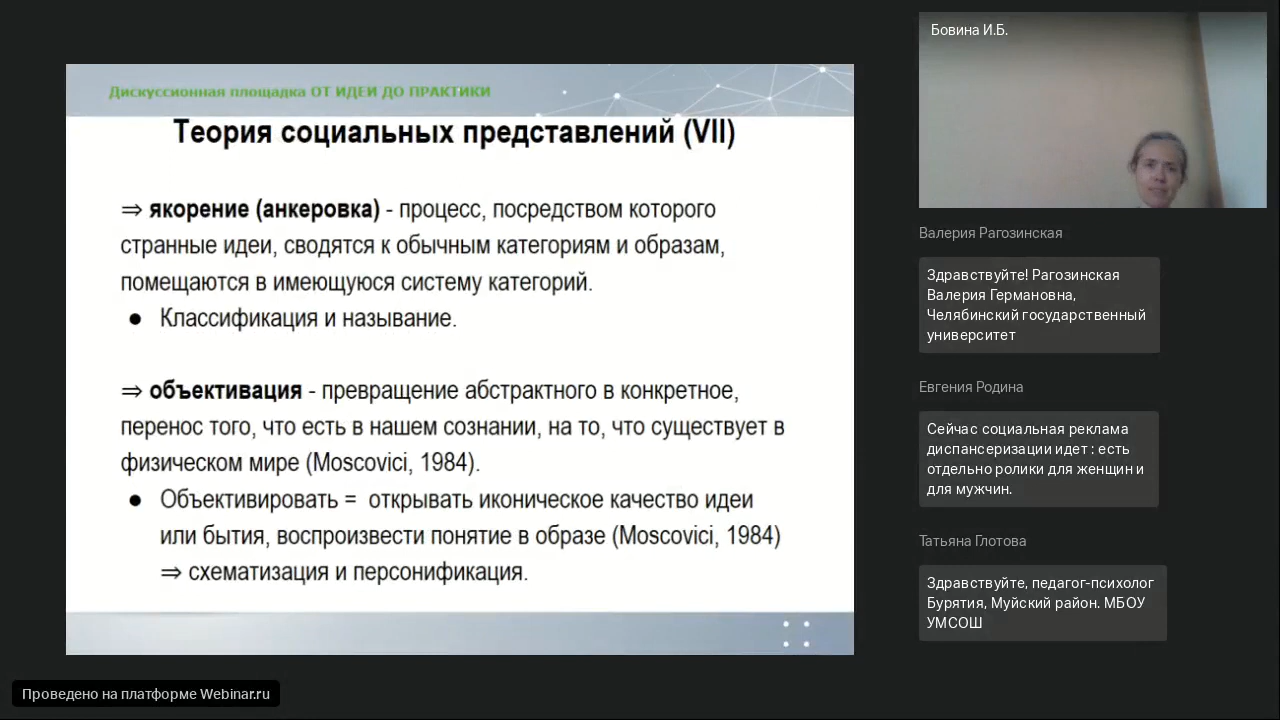 Дискуссионная площадка ОТ ИДЕИ ДО ПРАКТИКИ
Теория социальных представлений (VII)
⇒ якорение (анкеровка) - процесс, посредством которого
странные идеи, сводятся к обычным категориям и образам,
помещаются в имеющуюся систему категорий.
● Классификация и называние.
⇒ объективация - превращение абстрактного в конкретное,
перенос того, что есть в нашем сознании, на то, что существует в
физическом мире (Moscovici, 1984).
● Объективировать = открывать иконическое качество идеи
или бытия, воспроизвести понятие в образе (Moscovici, 1984)
⇒ схематизация и персонификация.
Бовина И.Б.
Валерия Рагозинская
Здравствуйте! Рагозинская
Валерия Германовна,
Челябинский государственный
университет
Евгения Родина
Сейчас социальная реклама
диспансеризации идет : есть
отдельно ролики для женщин и
для мужчин.
Татьяна Глотова
Здравствуйте, педагог-психолог
Бурятия, Муйский район. МБОУ
УМСОШ
Проведено на платформе Webinar.ru